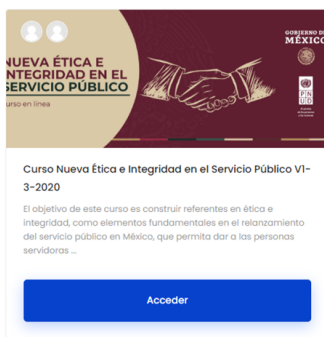 NUEVA ÉTICA E
INTEGRIDAD EN EL
SERVICIO PÚBLICO
urso en línea
GOBIERNO DE
MÉXICO
P N
U D
Curso Nueva Ética e Integridad en el Servicio Público V1-
3-2020
El objetivo de este curso es construir referentes en ética e
integridad, como elementos fundamentales en el relanzamiento
del servicio público en México, que permita dar a las personas
servidoras ...
Acceder